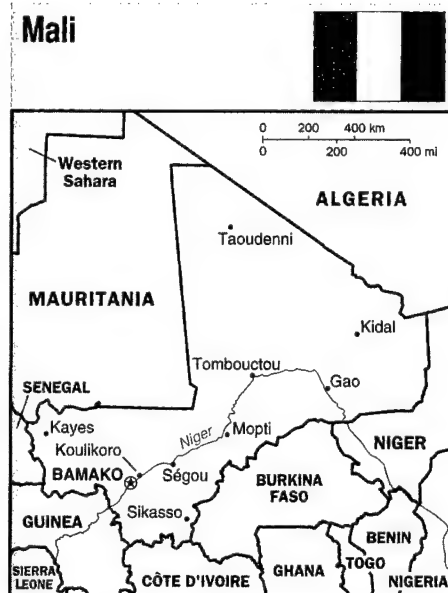 Mali
0 200 400 km
0 200 400 mi
Western
Sahara
ALGERIA
Taoudenni
MAURITANIA
Kidal
Tombouctou
Gao
SENEGAL
Kayes
Niger
Mopti
Koulikoro
NIGER
BAMAKO
Ségou
BURKINA
FASO
Sikasso
GUINEA
BENIN
SIERRA
LEONE
CÔTE D'IVOIRE
GHANA
TOGO
NIGERIA